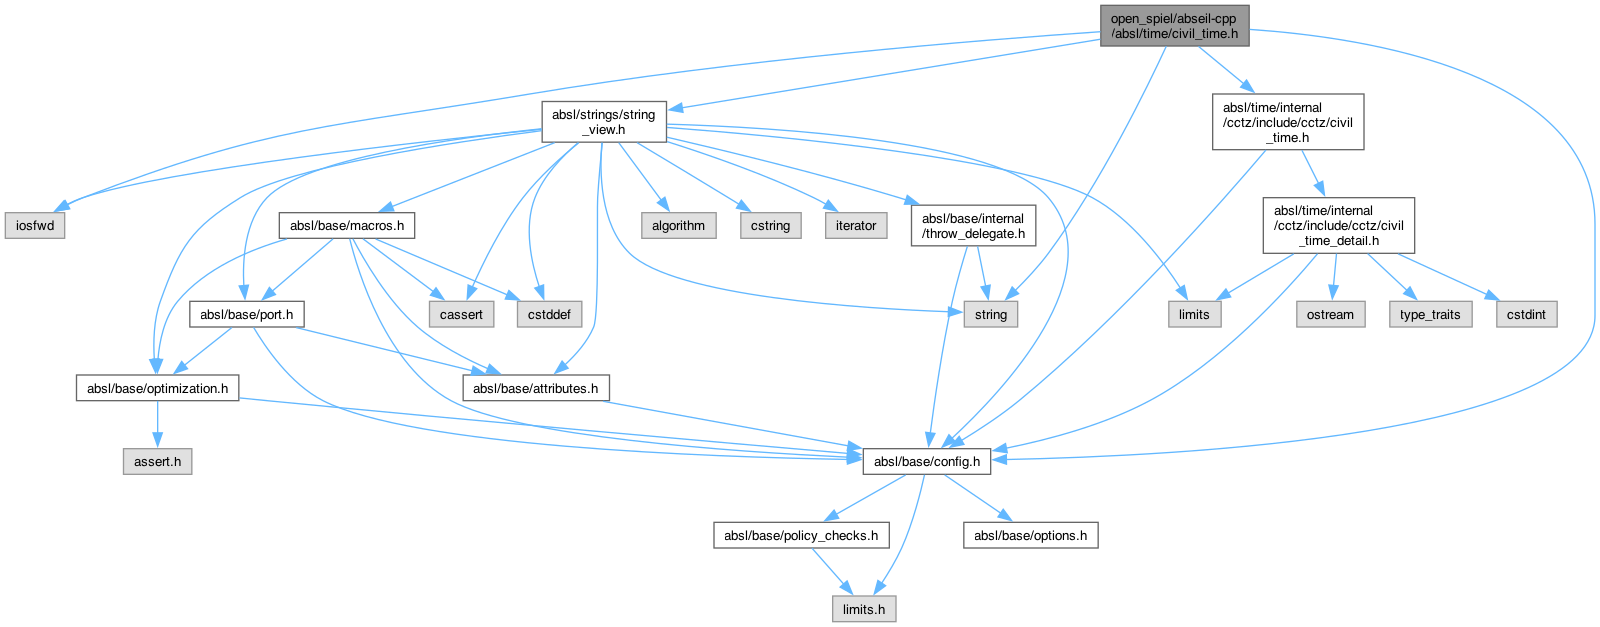 open_spiel/abseil-cpp
/absl/time/civil_time.h
absl/strings/string
_view.h
absl/time/internal
/cctz/include/cctz/civil
_time.h
iosfwd
absl/base/macros.h
algorithm
cstring
iterator
absl/base/internal
/throw_delegate.h
absl/time/internal
/cctz/include/cctz/civil
_time_detail.h
absl/base/port.h
cassert
cstddef
string
limits
ostream
type_traits
cstdint
absl/base/optimization.h
absl/base/attributes.h
assert.h
absl/base/config.h
absl/base/policy_checks.h
absl/base/options.h
limits.h